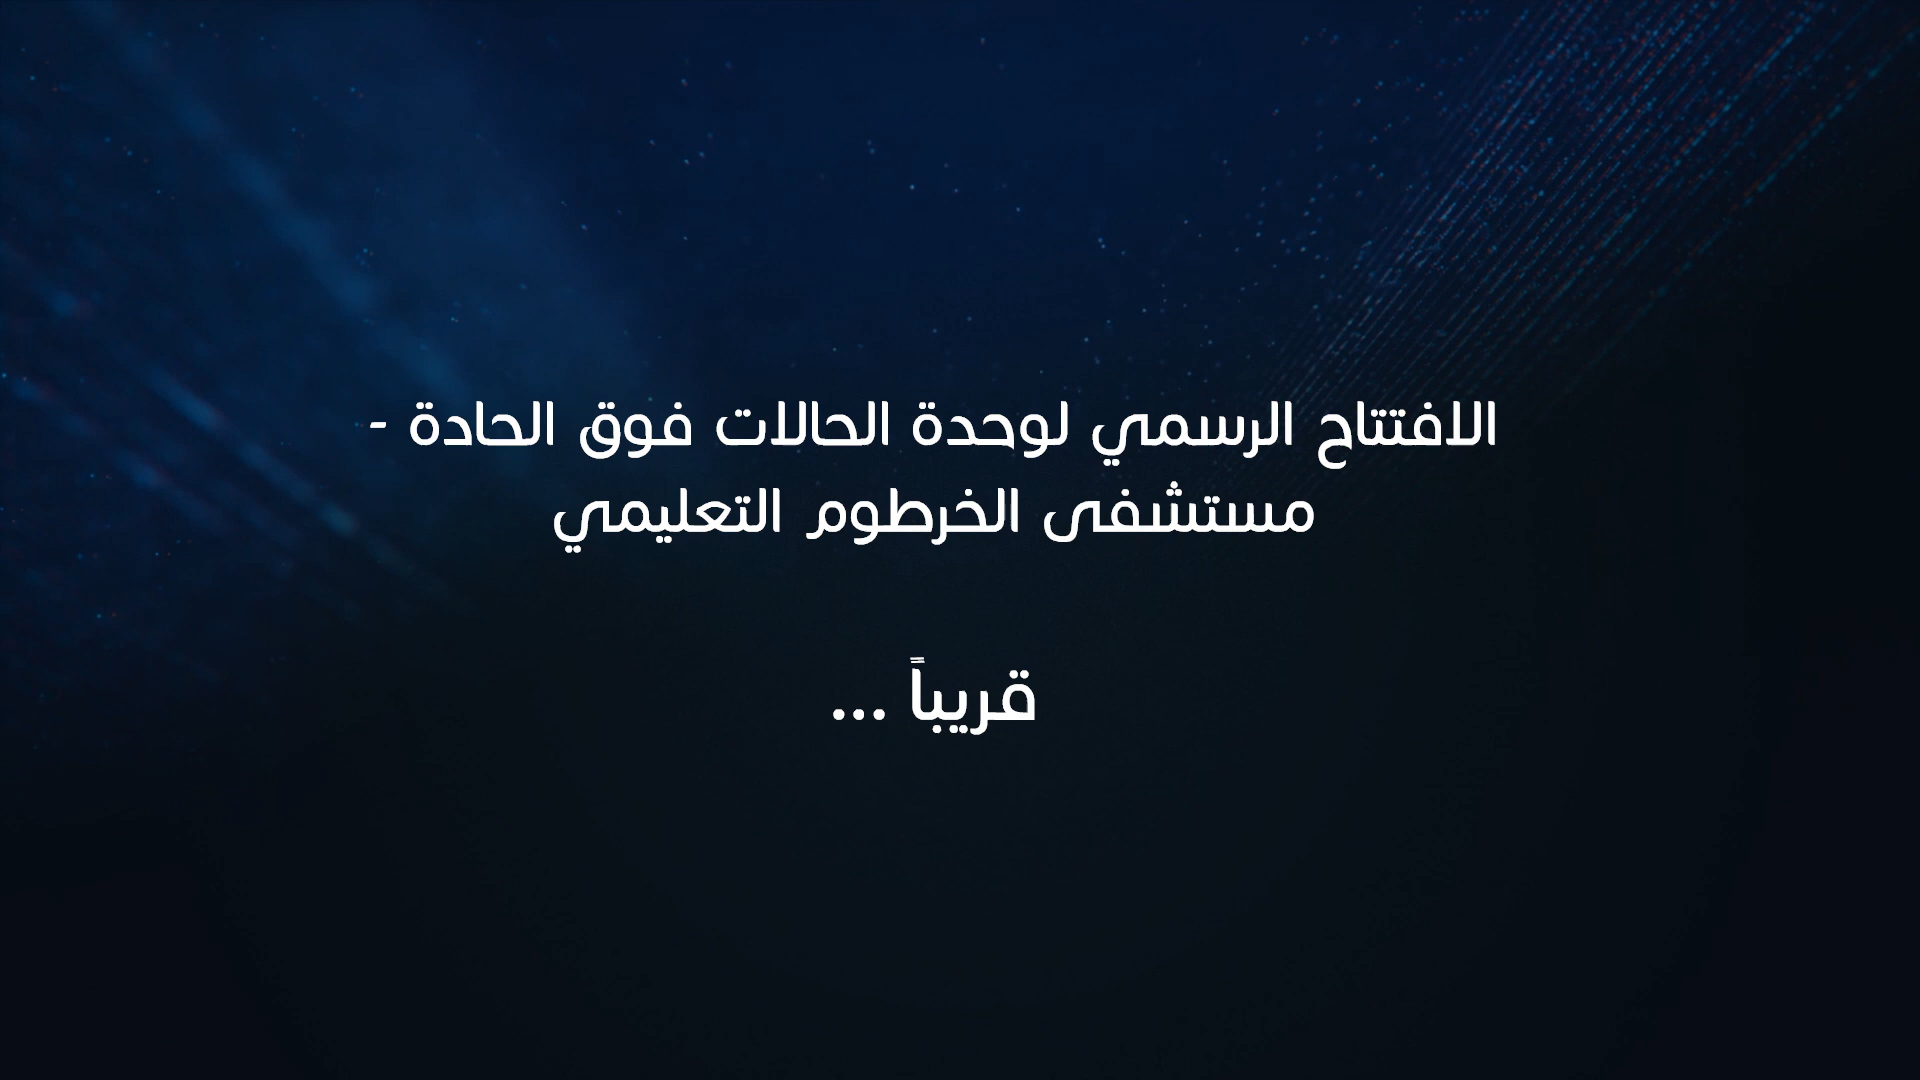 الافتتاح الرسمي لوحدة الحالات فوق الحادة -
مستشفى الخرطوم التعليمي
قريباً ...